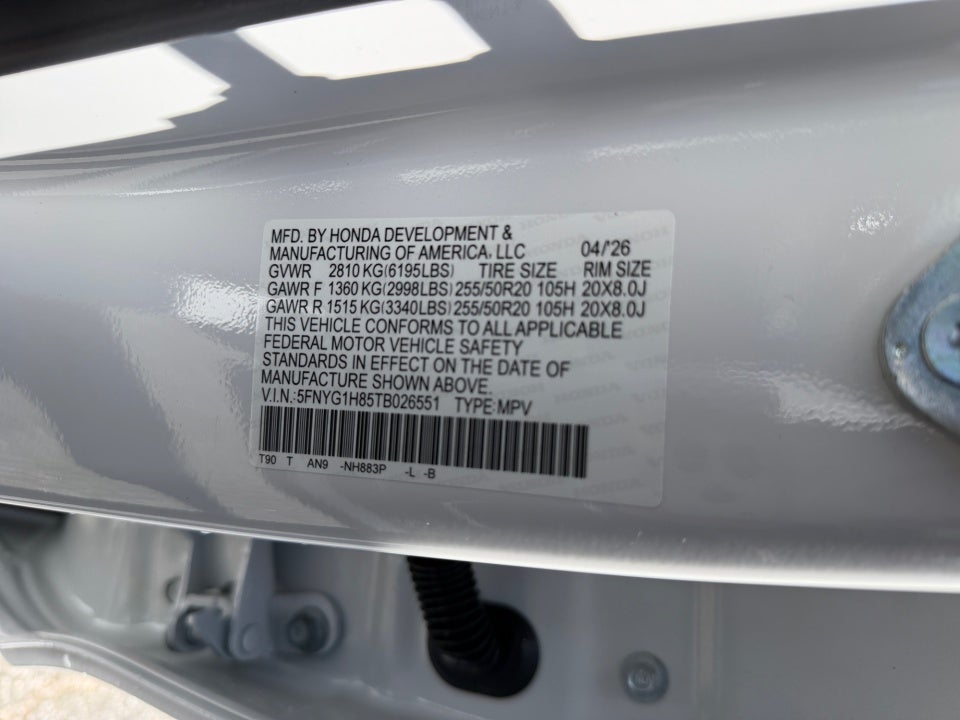 MFD. BY HONDA DEVELOPMENT &
MANUFACTURING OF AMERICA, LLC 04/'26
GVWR 2810 KG(6195LBS) TIRE SIZE RIM SIZE
GAWR F 1360 KG(2998LBS) 255/50R20 105H 20X8.0J
GAWR R 1515 KG(3340LBS) 255/50R20 105H 20X8.0J
THIS VEHICLE CONFORMS TO ALL APPLICABLE
FEDERAL MOTOR VEHICLE SAFETY
STANDARDS IN EFFECT ON THE DATE OF
MANUFACTURE SHOWN ABOVE.
V.I.N.:5FNYG1H85TB026551 TYPE:MPV
T90 T AN9 -NH883P -L -B